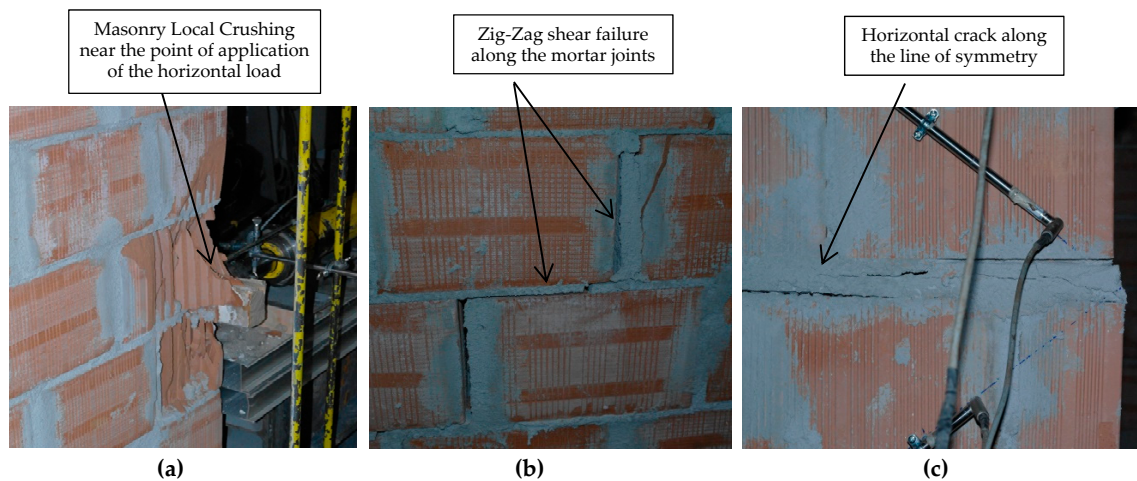 Masonry Local Crushing
near the point of application
of the horizontal load
Zig-Zag shear failure
along the mortar joints
Horizontal crack along
the line of symmetry
(a)
(b)
(c)